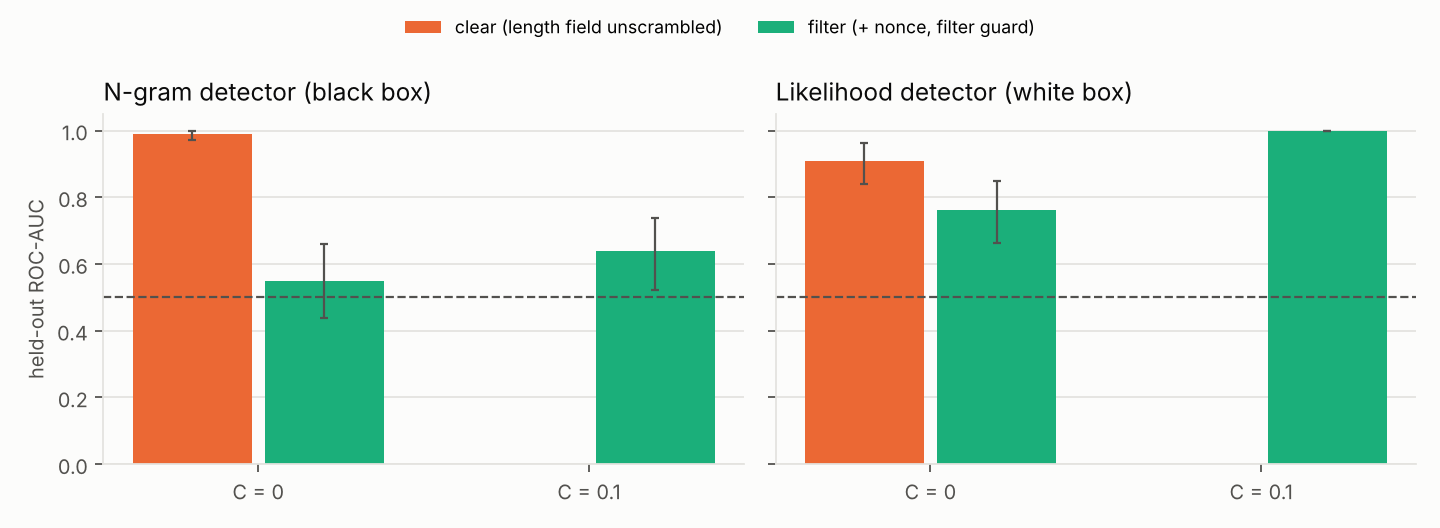 clear (length field unscrambled) filter (+ nonce, filter guard)
N-gram detector (black box) Likelihood detector (white box)
held-out ROC-AUC
1.0
0.8
0.6
0.4
0.2
0.0
C = 0 C = 0.1 C = 0 C = 0.1